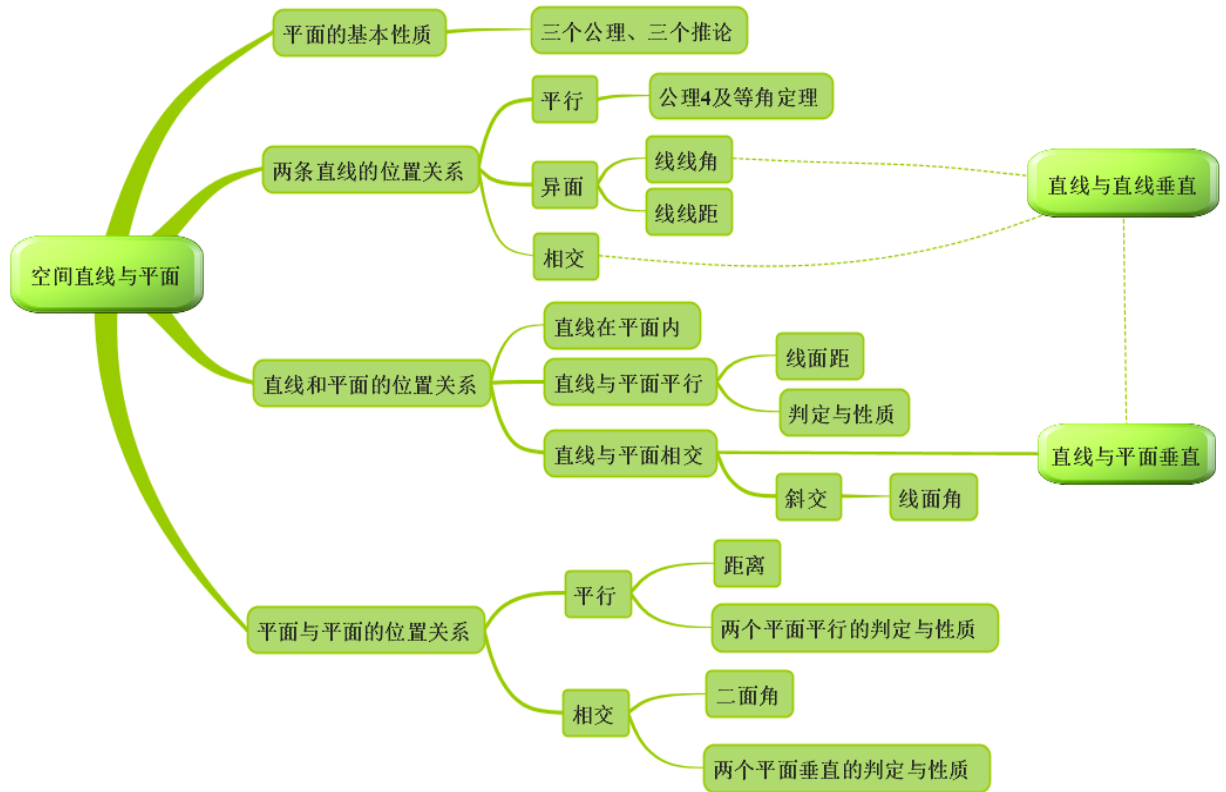 平面的基本性质
三个公理、三个推论
平行
公理4及等角定理
两条直线的位置关系
异面
线线角
线线距
相交
直线与直线垂直
空间直线与平面
直线和平面的位置关系
直线在平面内
直线与平面平行
线面距
判定与性质
直线与平面相交
直线与平面垂直
斜交
线面角
平面与平面的位置关系
平行
距离
两个平面平行的判定与性质
相交
二面角
两个平面垂直的判定与性质